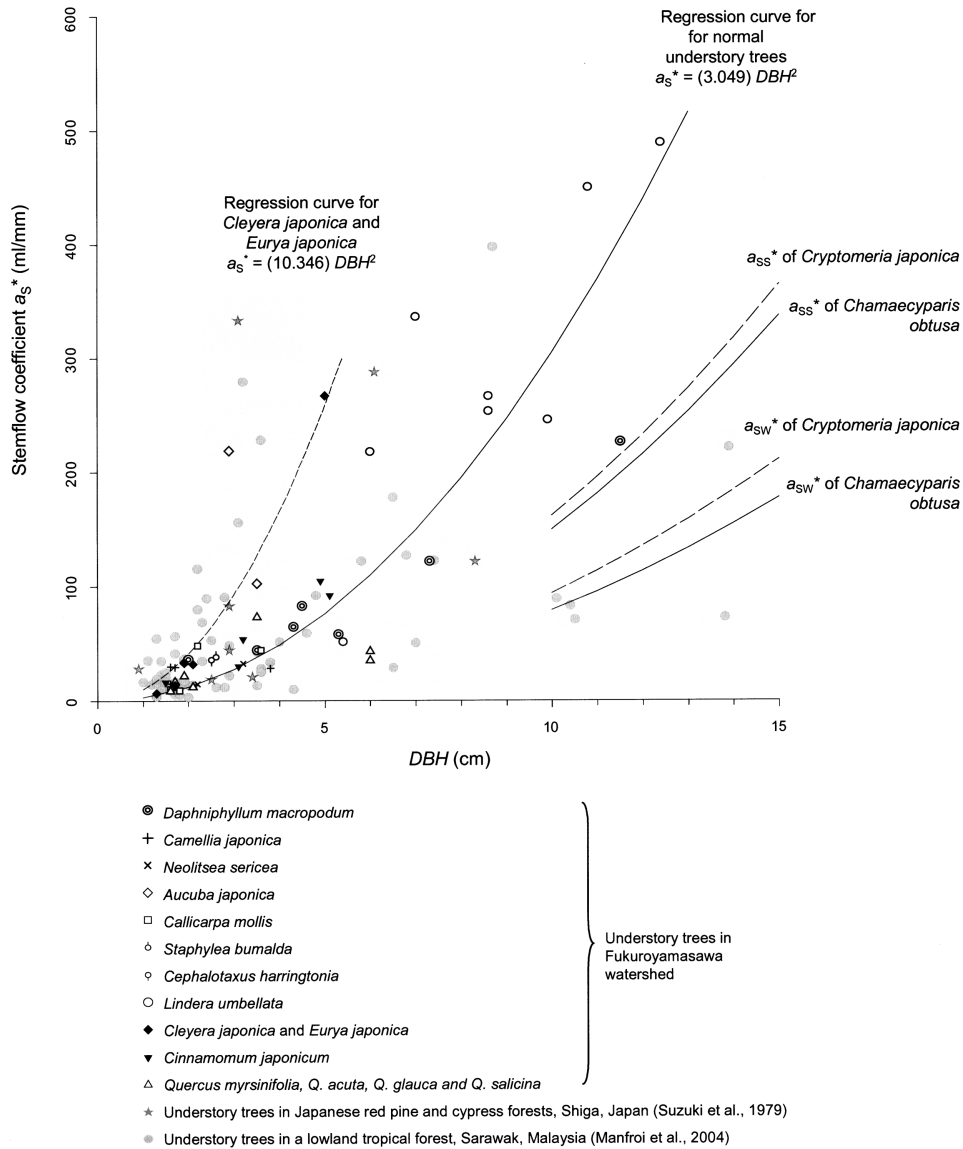 Regression curve for
for normal
understory trees
aS* = (3.049) DBH²
Regression curve for
Cleyera japonica and
Eurya japonica
aS* = (10.346) DBH²
aSS* of Cryptomeria japonica
aSS* of Chamaecyparis
obtusa
aSW* of Cryptomeria japonica
aSW* of Chamaecyparis
obtusa
Stemflow coefficient aS* (ml/mm)
600
500
400
300
200
100
0
0
5
10
15
DBH (cm)
Daphniphyllum macropodum
Camellia japonica
Neolitsea sericea
Aucuba japonica
Callicarpa mollis
Staphylea bumalda
Cephalotaxus harringtonia
Lindera umbellata
Cleyera japonica and Eurya japonica
Cinnamomum japonicum
Quercus myrsinifolia, Q. acuta, Q. glauca and Q. salicina
Understory trees in
Fukuroyamasawa
watershed
Understory trees in Japanese red pine and cypress forests, Shiga, Japan (Suzuki et al., 1979)
Understory trees in a lowland tropical forest, Sarawak, Malaysia (Manfroi et al., 2004)